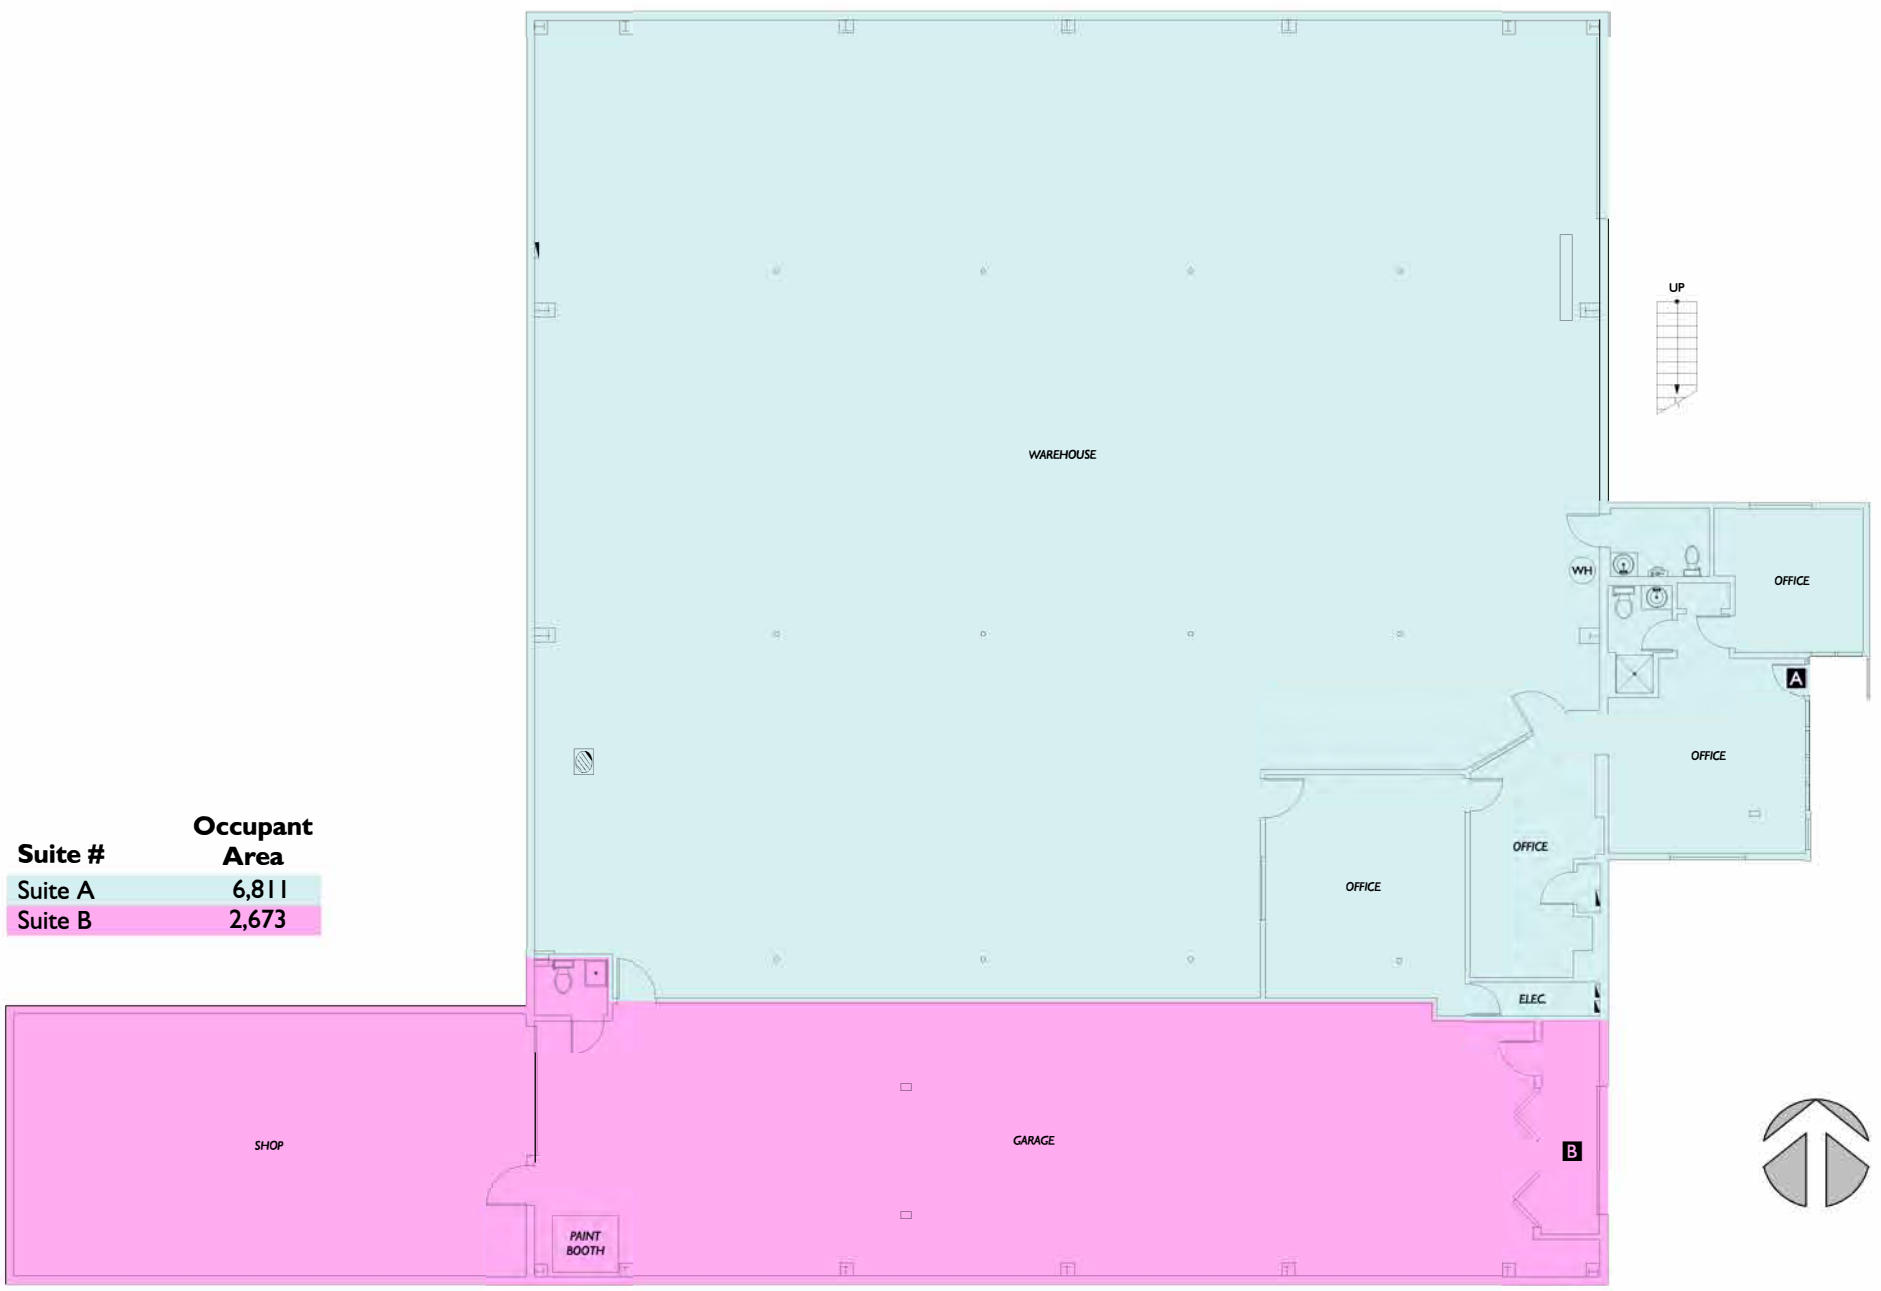 UP
WAREHOUSE
WH
OFFICE
A
OFFICE
Occupant
Suite # Area
Suite A 6,811
Suite B 2,673
OFFICE
OFFICE
ELEC.
SHOP
GARAGE
B
PAINT
BOOTH